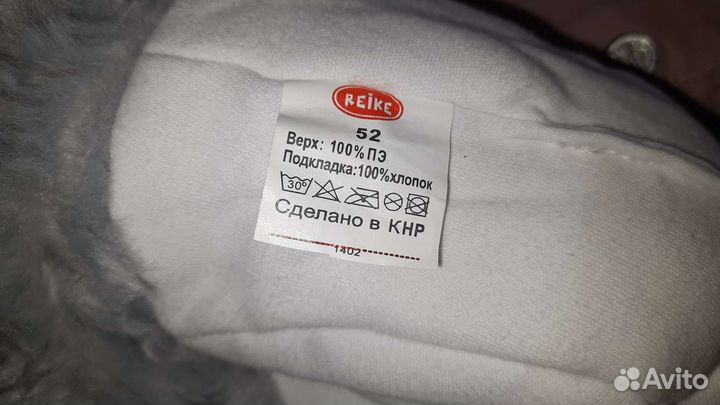 REIKE
52
Верх: 100% ПЭ
Подкладка:100%хлопок
30°
Сделано в КНР
1402
Avito